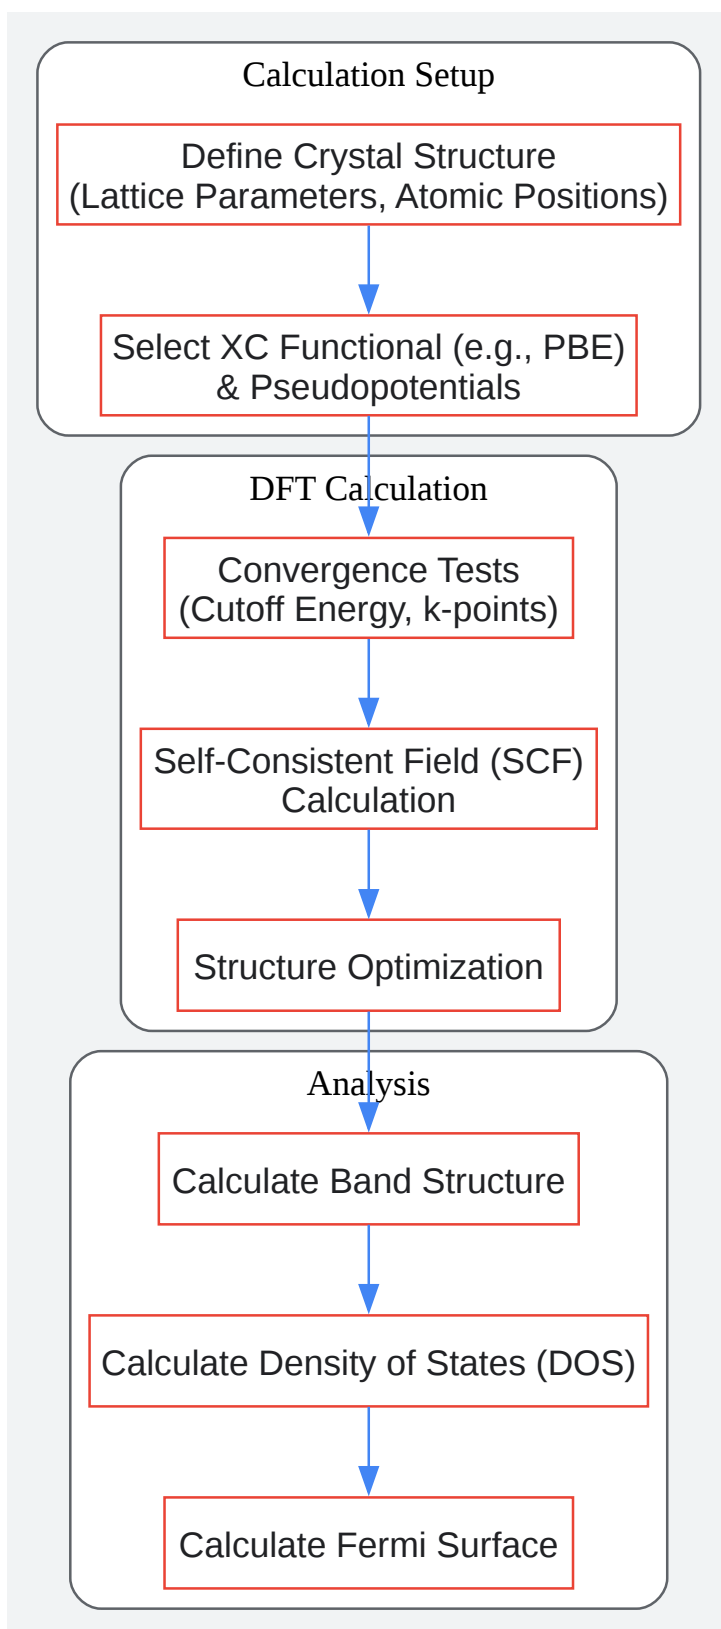 Calculation Setup
Define Crystal Structure
(Lattice Parameters, Atomic Positions)
Select XC Functional (e.g., PBE)
& Pseudopotentials
DFT Calculation
Convergence Tests
(Cutoff Energy, k-points)
Self-Consistent Field (SCF)
Calculation
Structure Optimization
Analysis
Calculate Band Structure
Calculate Density of States (DOS)
Calculate Fermi Surface